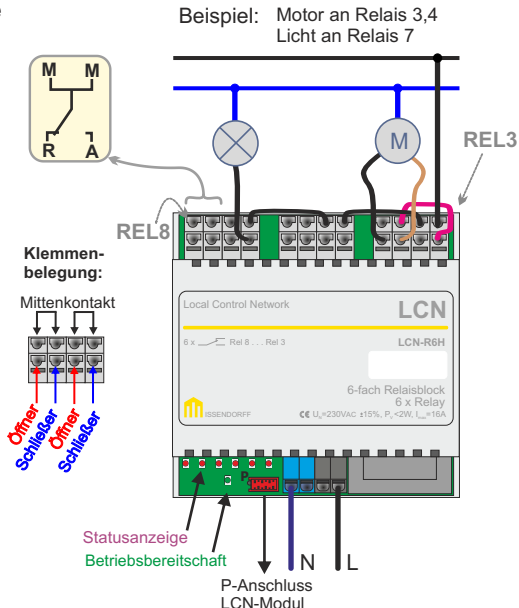 Beispiel: Motor an Relais 3,4
Licht an Relais 7
M M
R A
M
REL3
REL8
Klemmen-
belegung:
Mittenkontakt
Öffner
Schließer
Öffner
Schließer
Local Control Network LCN
6 x Rel 8 . . . Rel 3 LCN-R6H
6-fach Relaisblock
6 x Relay
ISSENDORFF
Statusanzeige
Betriebsbereitschaft
N L
P-Anschluss
LCN-Modul